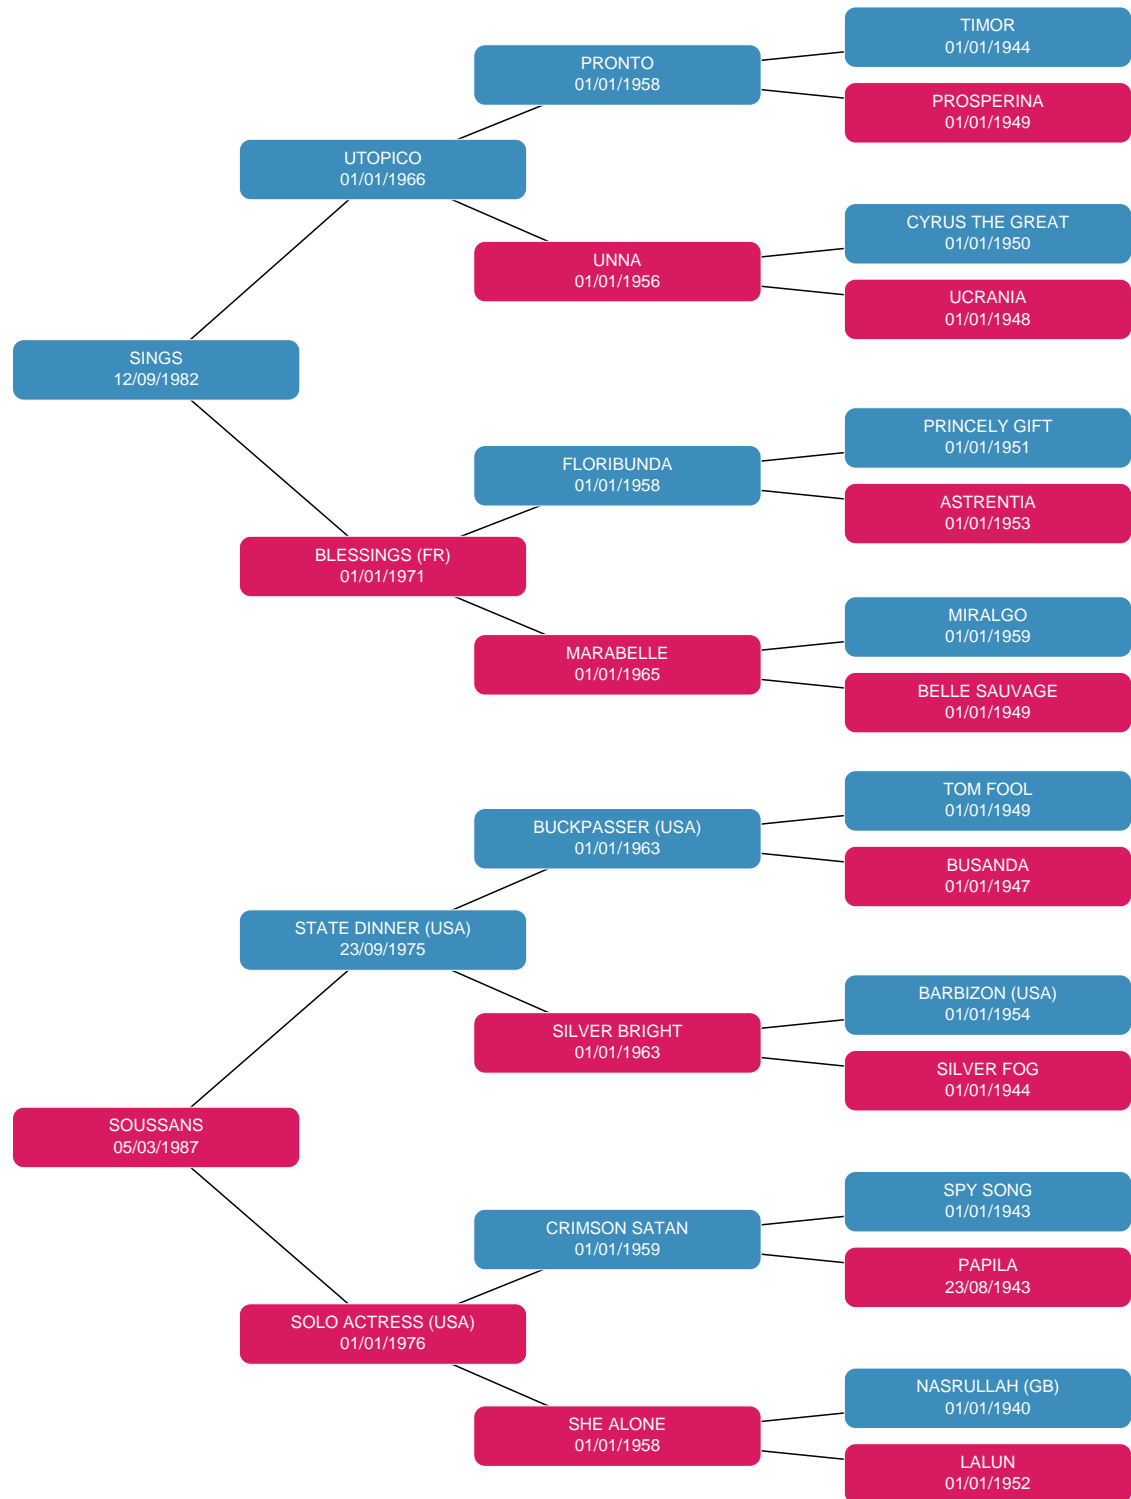 TIMOR
01/01/1944
PRONTO
01/01/1958
PROSPERINA
01/01/1949
UTOPICO
01/01/1966
CYRUS THE GREAT
01/01/1950
UNNA
01/01/1956
UCRANIA
01/01/1948
SINGS
12/09/1982
PRINCELY GIFT
01/01/1951
FLORIBUNDA
01/01/1958
ASTRENTIA
01/01/1953
BLESSINGS (FR)
01/01/1971
MIRALGO
01/01/1959
MARABELLE
01/01/1965
BELLE SAUVAGE
01/01/1949
TOM FOOL
01/01/1949
BUCKPASSER (USA)
01/01/1963
BUSANDA
01/01/1947
STATE DINNER (USA)
23/09/1975
BARBIZON (USA)
01/01/1954
SILVER BRIGHT
01/01/1963
SILVER FOG
01/01/1944
SOUSSANS
05/03/1987
SPY SONG
01/01/1943
CRIMSON SATAN
01/01/1959
PAPILA
23/08/1943
SOLO ACTRESS (USA)
01/01/1976
NASRULLAH (GB)
01/01/1940
SHE ALONE
01/01/1958
LALUN
01/01/1952